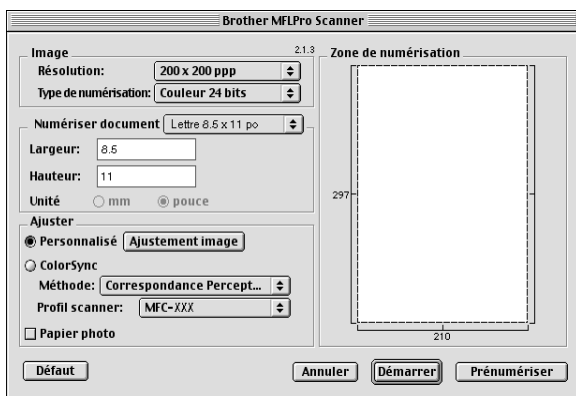 Brother MFLPro Scanner
Image
2.1.3
Résolution: 200 x 200 ppp
Type de numérisation: Couleur 24 bits
Numériser document Lettre 8.5 x 11 po
Largeur: 8.5
Hauteur: 11
Unité mm pouce
Ajuster
Personnalisé Ajustement image
ColorSync
Méthode: Correspondance Percept...
Profil scanner: MFC-XXX
Papier photo
Zone de numérisation
297
210
Défaut
Annuler Démarrer Prénumériser